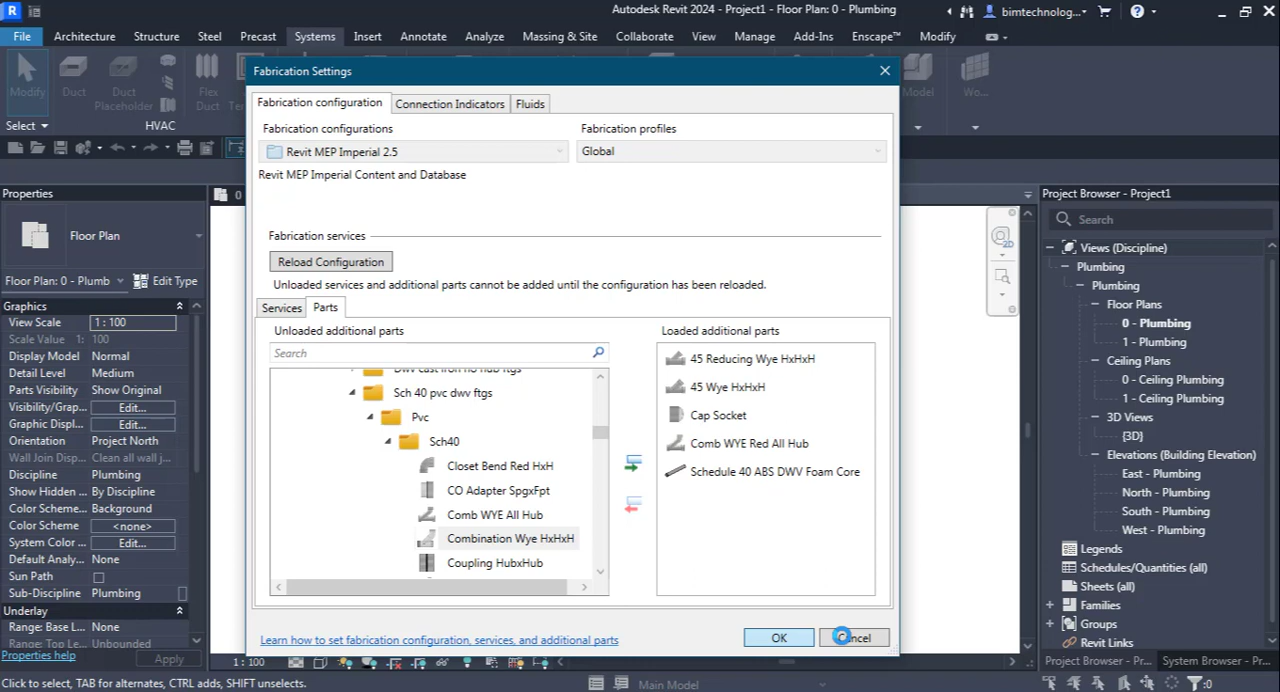 Autodesk Revit 2024 - Project1 - Floor Plan: 0 - Plumbing
bimtechnolog...
File Architecture Structure Steel Precast Systems Insert Annotate Analyze Massing & Site Collaborate View Manage Add-Ins Enscape™ Modify
Modify
Duct
Duct
Placeholder
Flex
Duct
Model
Wo...
Select
HVAC
Properties
Floor Plan
Floor Plan: 0 - Plumb
Edit Type
Graphics
View Scale 1 : 100
Scale Value 1: 100
Display Model Normal
Detail Level Medium
Parts Visibility Show Original
Visibility/Grap... Edit...
Graphic Displ... Edit...
Orientation Project North
Wall Join Disp... Clean all wall j...
Discipline Plumbing
Show Hidden ... By Discipline
Color Scheme... Background
Color Scheme <none>
System Color ... Edit...
Default Analy... None
Sun Path
Sub-Discipline Plumbing
Underlay
Range: Base L... None
Range: Top Le... Unbounded
Properties help
Apply
0
Fabrication Settings
Fabrication configuration
Connection Indicators
Fluids
Fabrication configurations
Fabrication profiles
Revit MEP Imperial 2.5
Global
Revit MEP Imperial Content and Database
Fabrication services
Reload Configuration
Unloaded services and additional parts cannot be added until the configuration has been reloaded.
Services
Parts
Unloaded additional parts
Search
Dwv cast iron no hub ftgs
Sch 40 pvc dwv ftgs
Pvc
Sch40
Closet Bend Red HxH
CO Adapter SpgxFpt
Comb WYE All Hub
Combination Wye HxHxH
Coupling HubxHub
Loaded additional parts
45 Reducing Wye HxHxH
45 Wye HxHxH
Cap Socket
Comb WYE Red All Hub
Schedule 40 ABS DWV Foam Core
Learn how to set fabrication configuration, services, and additional parts
OK
Cancel
2D
Project Browser - Project1
Search
Views (Discipline)
Plumbing
Plumbing
Floor Plans
0 - Plumbing
1 - Plumbing
Ceiling Plans
0 - Ceiling Plumbing
1 - Ceiling Plumbing
3D Views
{3D}
Elevations (Building Elevation)
East - Plumbing
North - Plumbing
South - Plumbing
West - Plumbing
Legends
Schedules/Quantities (all)
Sheets (all)
Families
Groups
Revit Links
Project Browser - Pr...
System Browser - Pr...
1 : 100
Click to select, TAB for alternates, CTRL adds, SHIFT unselects.
Main Model
:0